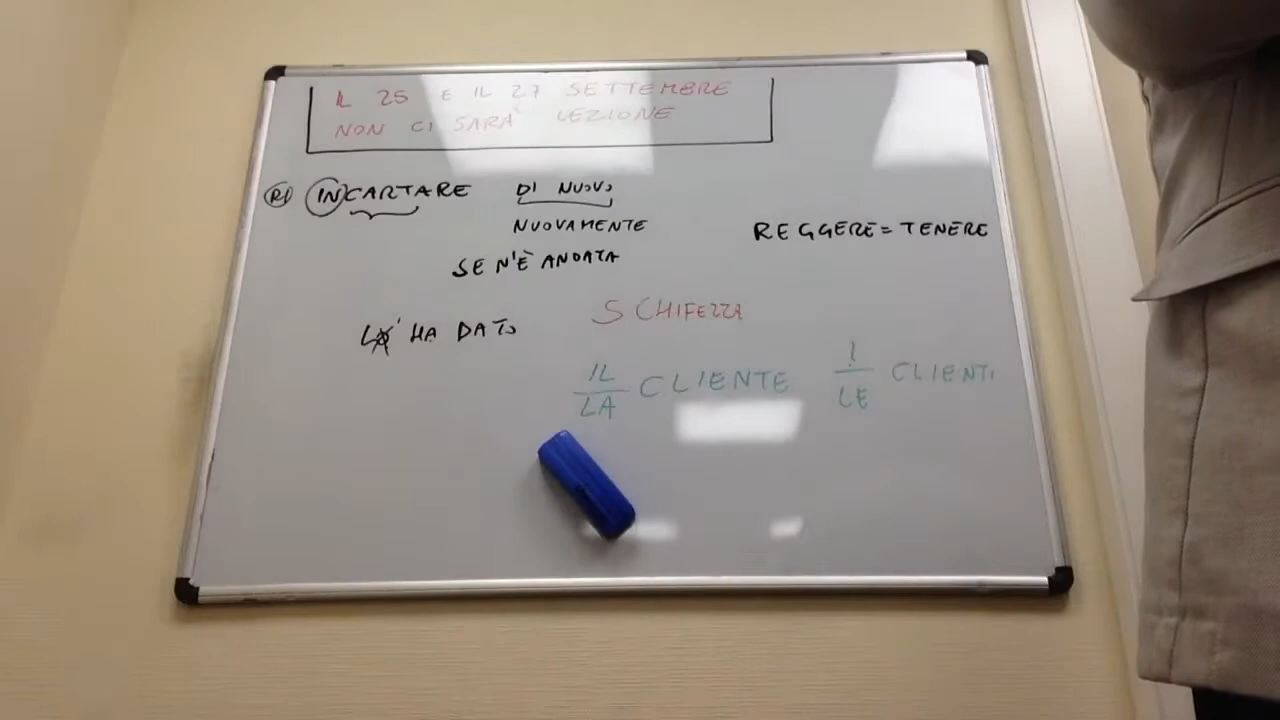 IL 25 E IL 27 SETTEMBRE
NON CI SARÀ LEZIONE
RI INCARTARE DI NUOVO
NUOVAMENTE
REGGERE = TENERE
SE N'È ANDATA
SCHIFEZZA
L' HA DATO
IL
LA CLIENTE
I
LE CLIENTI